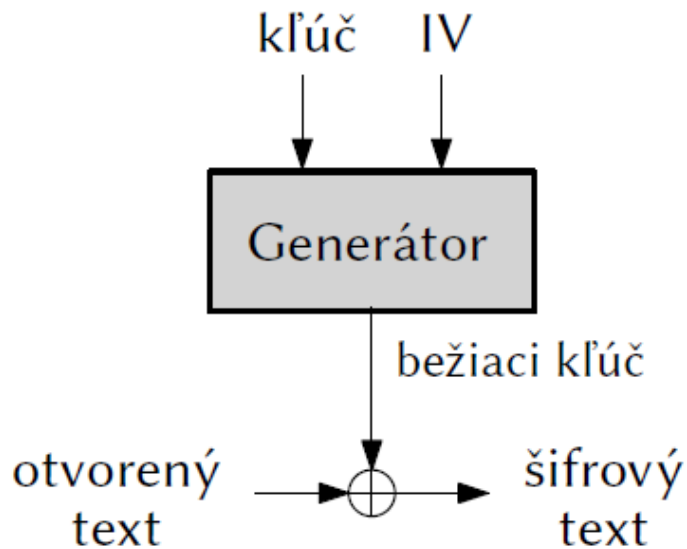 kľúč IV
Generátor
bežiaci kľúč
otvorený
text
šifrový
text